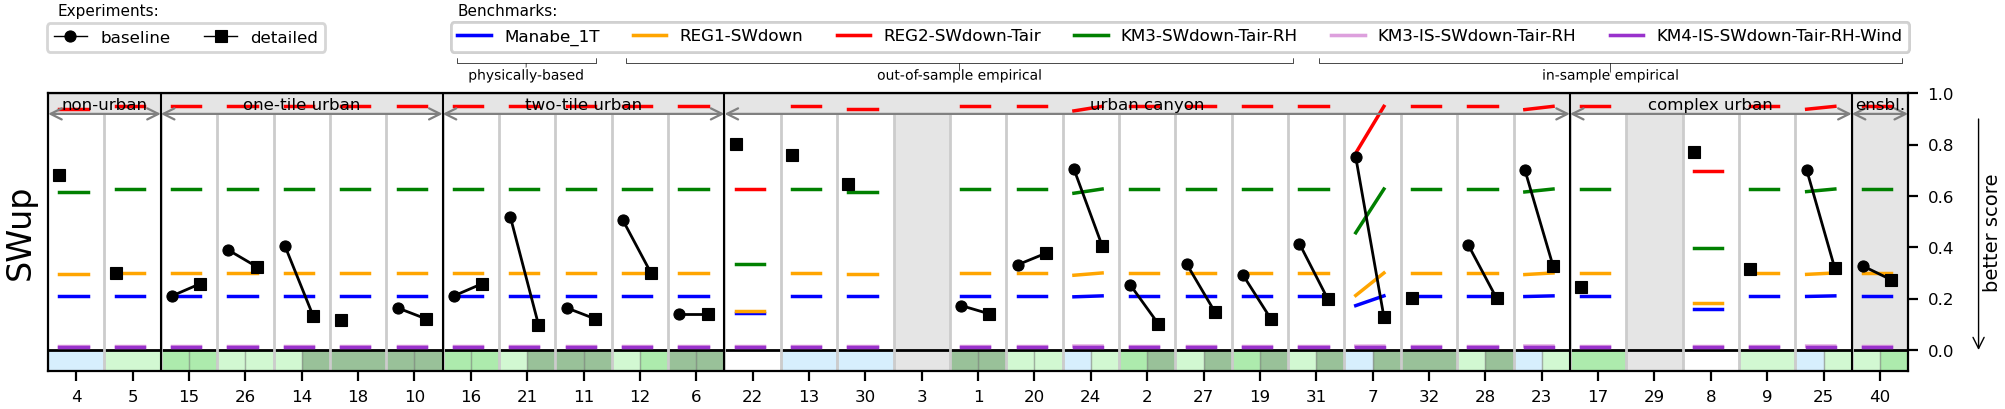 Experiments:
baseline detailed
Benchmarks:
Manabe_1T REG1-SWdown REG2-SWdown-Tair KM3-SWdown-Tair-RH KM3-IS-SWdown-Tair-RH KM4-IS-SWdown-Tair-RH-Wind
physically-based out-of-sample empirical in-sample empirical
non-urban one-tile urban two-tile urban urban canyon complex urban ensbl.
SWup
1.0
0.8
0.6
0.4
0.2
0.0
better score
4 5 15 26 14 18 10 16 21 11 12 6 22 13 30 3 1 20 24 2 27 19 31 7 32 28 23 17 29 8 9 25 40